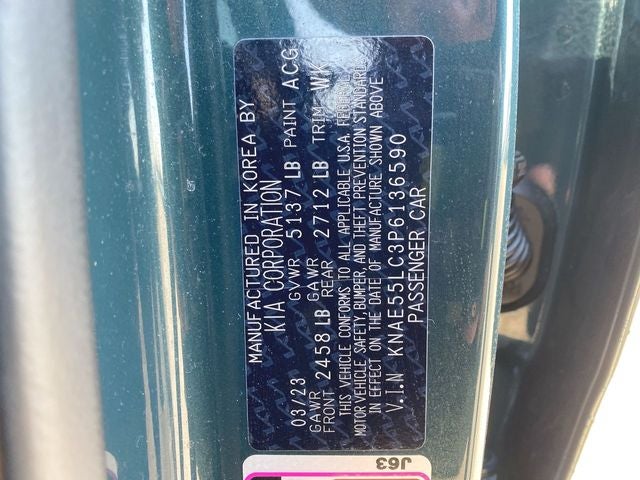 MANUFACTURED IN KOREA BY
KIA CORPORATION
03/23 GVWR 5137 LB PAINT ACG
GAWR FRONT 2458 LB GAWR REAR 2712 LB TRIM WK
THIS VEHICLE CONFORMS TO ALL APPLICABLE U.S.A. FEDERAL
MOTOR VEHICLE SAFETY, BUMPER, AND THEFT PREVENTION STANDARDS
IN EFFECT ON THE DATE OF MANUFACTURE SHOWN ABOVE
V.I.N KNAE55LC3P6136590
PASSENGER CAR
J63